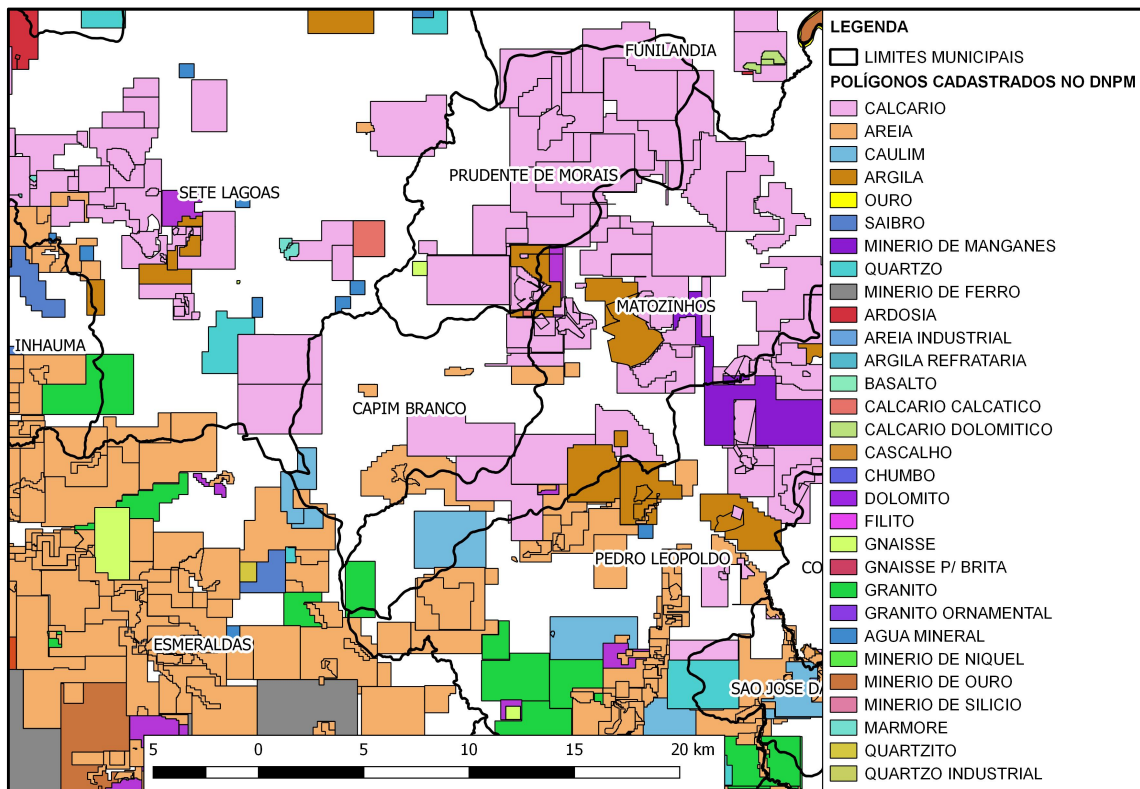 FUNILANDIA
PRUDENTE DE MORAIS
SETE LAGOAS
MATOZINHOS
INHAUMA
CAPIM BRANCO
PEDRO LEOPOLDO
CO
ESMERALDAS
SAO JOSE DA
5 0 5 10 15 20 km
LEGENDA
LIMITES MUNICIPAIS
POLÍGONOS CADASTRADOS NO DNPM
CALCARIO
AREIA
CAULIM
ARGILA
OURO
SAIBRO
MINERIO DE MANGANES
QUARTZO
MINERIO DE FERRO
ARDOSIA
AREIA INDUSTRIAL
ARGILA REFRATARIA
BASALTO
CALCARIO CALCATICO
CALCARIO DOLOMITICO
CASCALHO
CHUMBO
DOLOMITO
FILITO
GNAISSE
GNAISSE P/ BRITA
GRANITO
GRANITO ORNAMENTAL
AGUA MINERAL
MINERIO DE NIQUEL
MINERIO DE OURO
MINERIO DE SILICIO
MARMORE
QUARTZITO
QUARTZO INDUSTRIAL